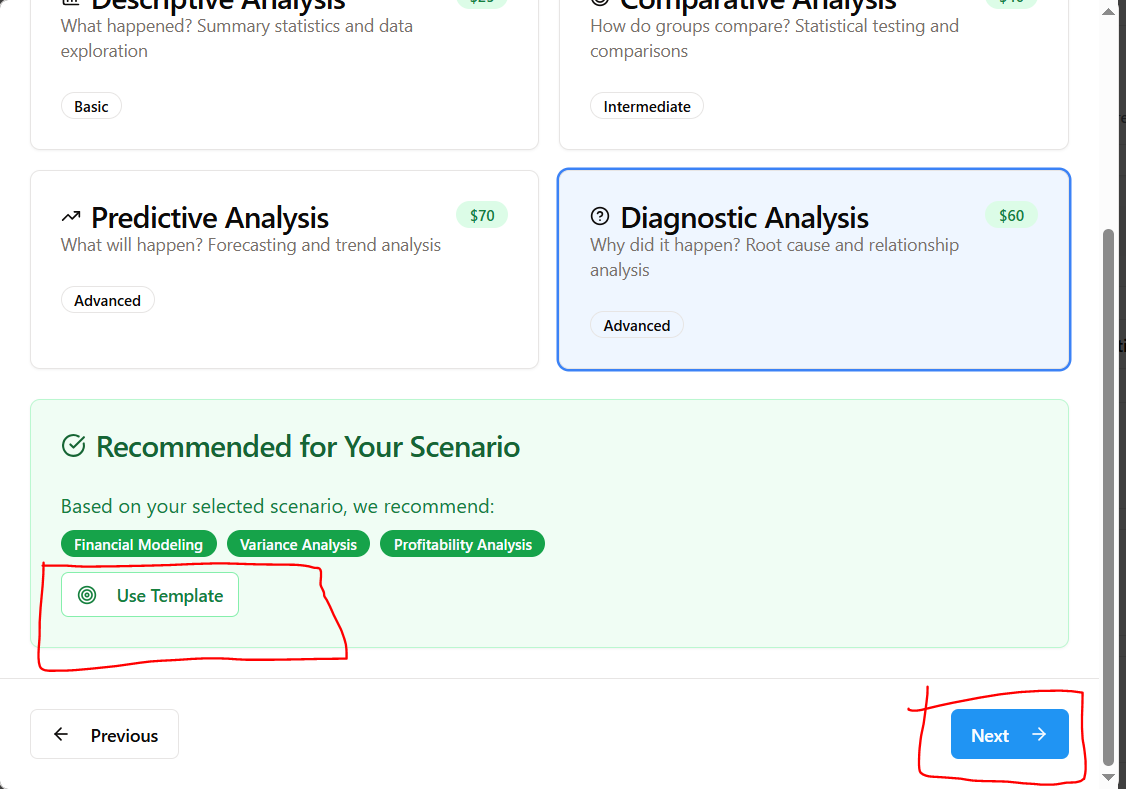 Descriptive Analysis
$25
What happened? Summary statistics and data
exploration
Basic
Comparative Analysis
How do groups compare? Statistical testing and
comparisons
Intermediate
Predictive Analysis
$70
What will happen? Forecasting and trend analysis
Advanced
Diagnostic Analysis
$60
Why did it happen? Root cause and relationship
analysis
Advanced
Recommended for Your Scenario
Based on your selected scenario, we recommend:
Financial Modeling
Variance Analysis
Profitability Analysis
Use Template
Previous
Next